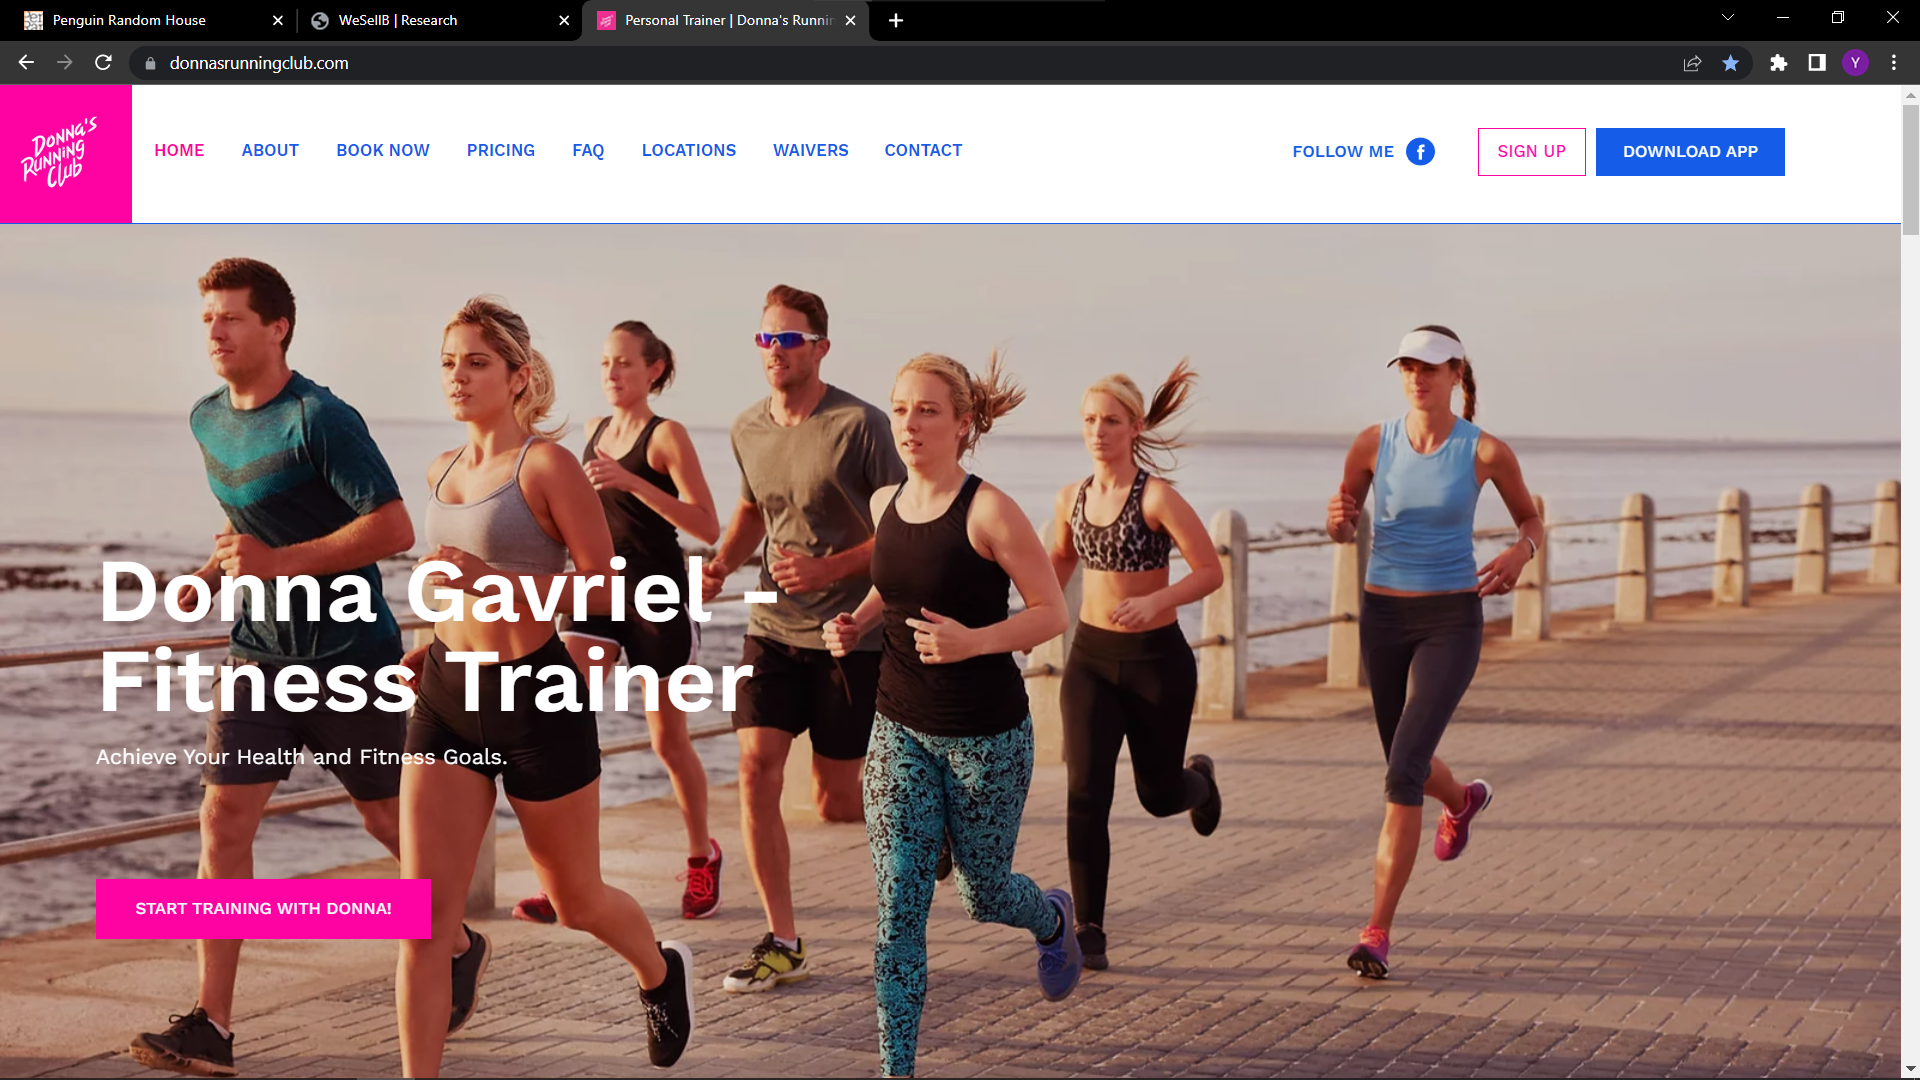 Penguin Random House
WeSellB | Research
Personal Trainer | Donna's Runnin
donnasrunningclub.com
Y
Donna's
Running
Club
HOME
ABOUT
BOOK NOW
PRICING
FAQ
LOCATIONS
WAIVERS
CONTACT
FOLLOW ME
f
SIGN UP
DOWNLOAD APP
Donna Gavriel -
Fitness Trainer
Achieve Your Health and Fitness Goals.
START TRAINING WITH DONNA!